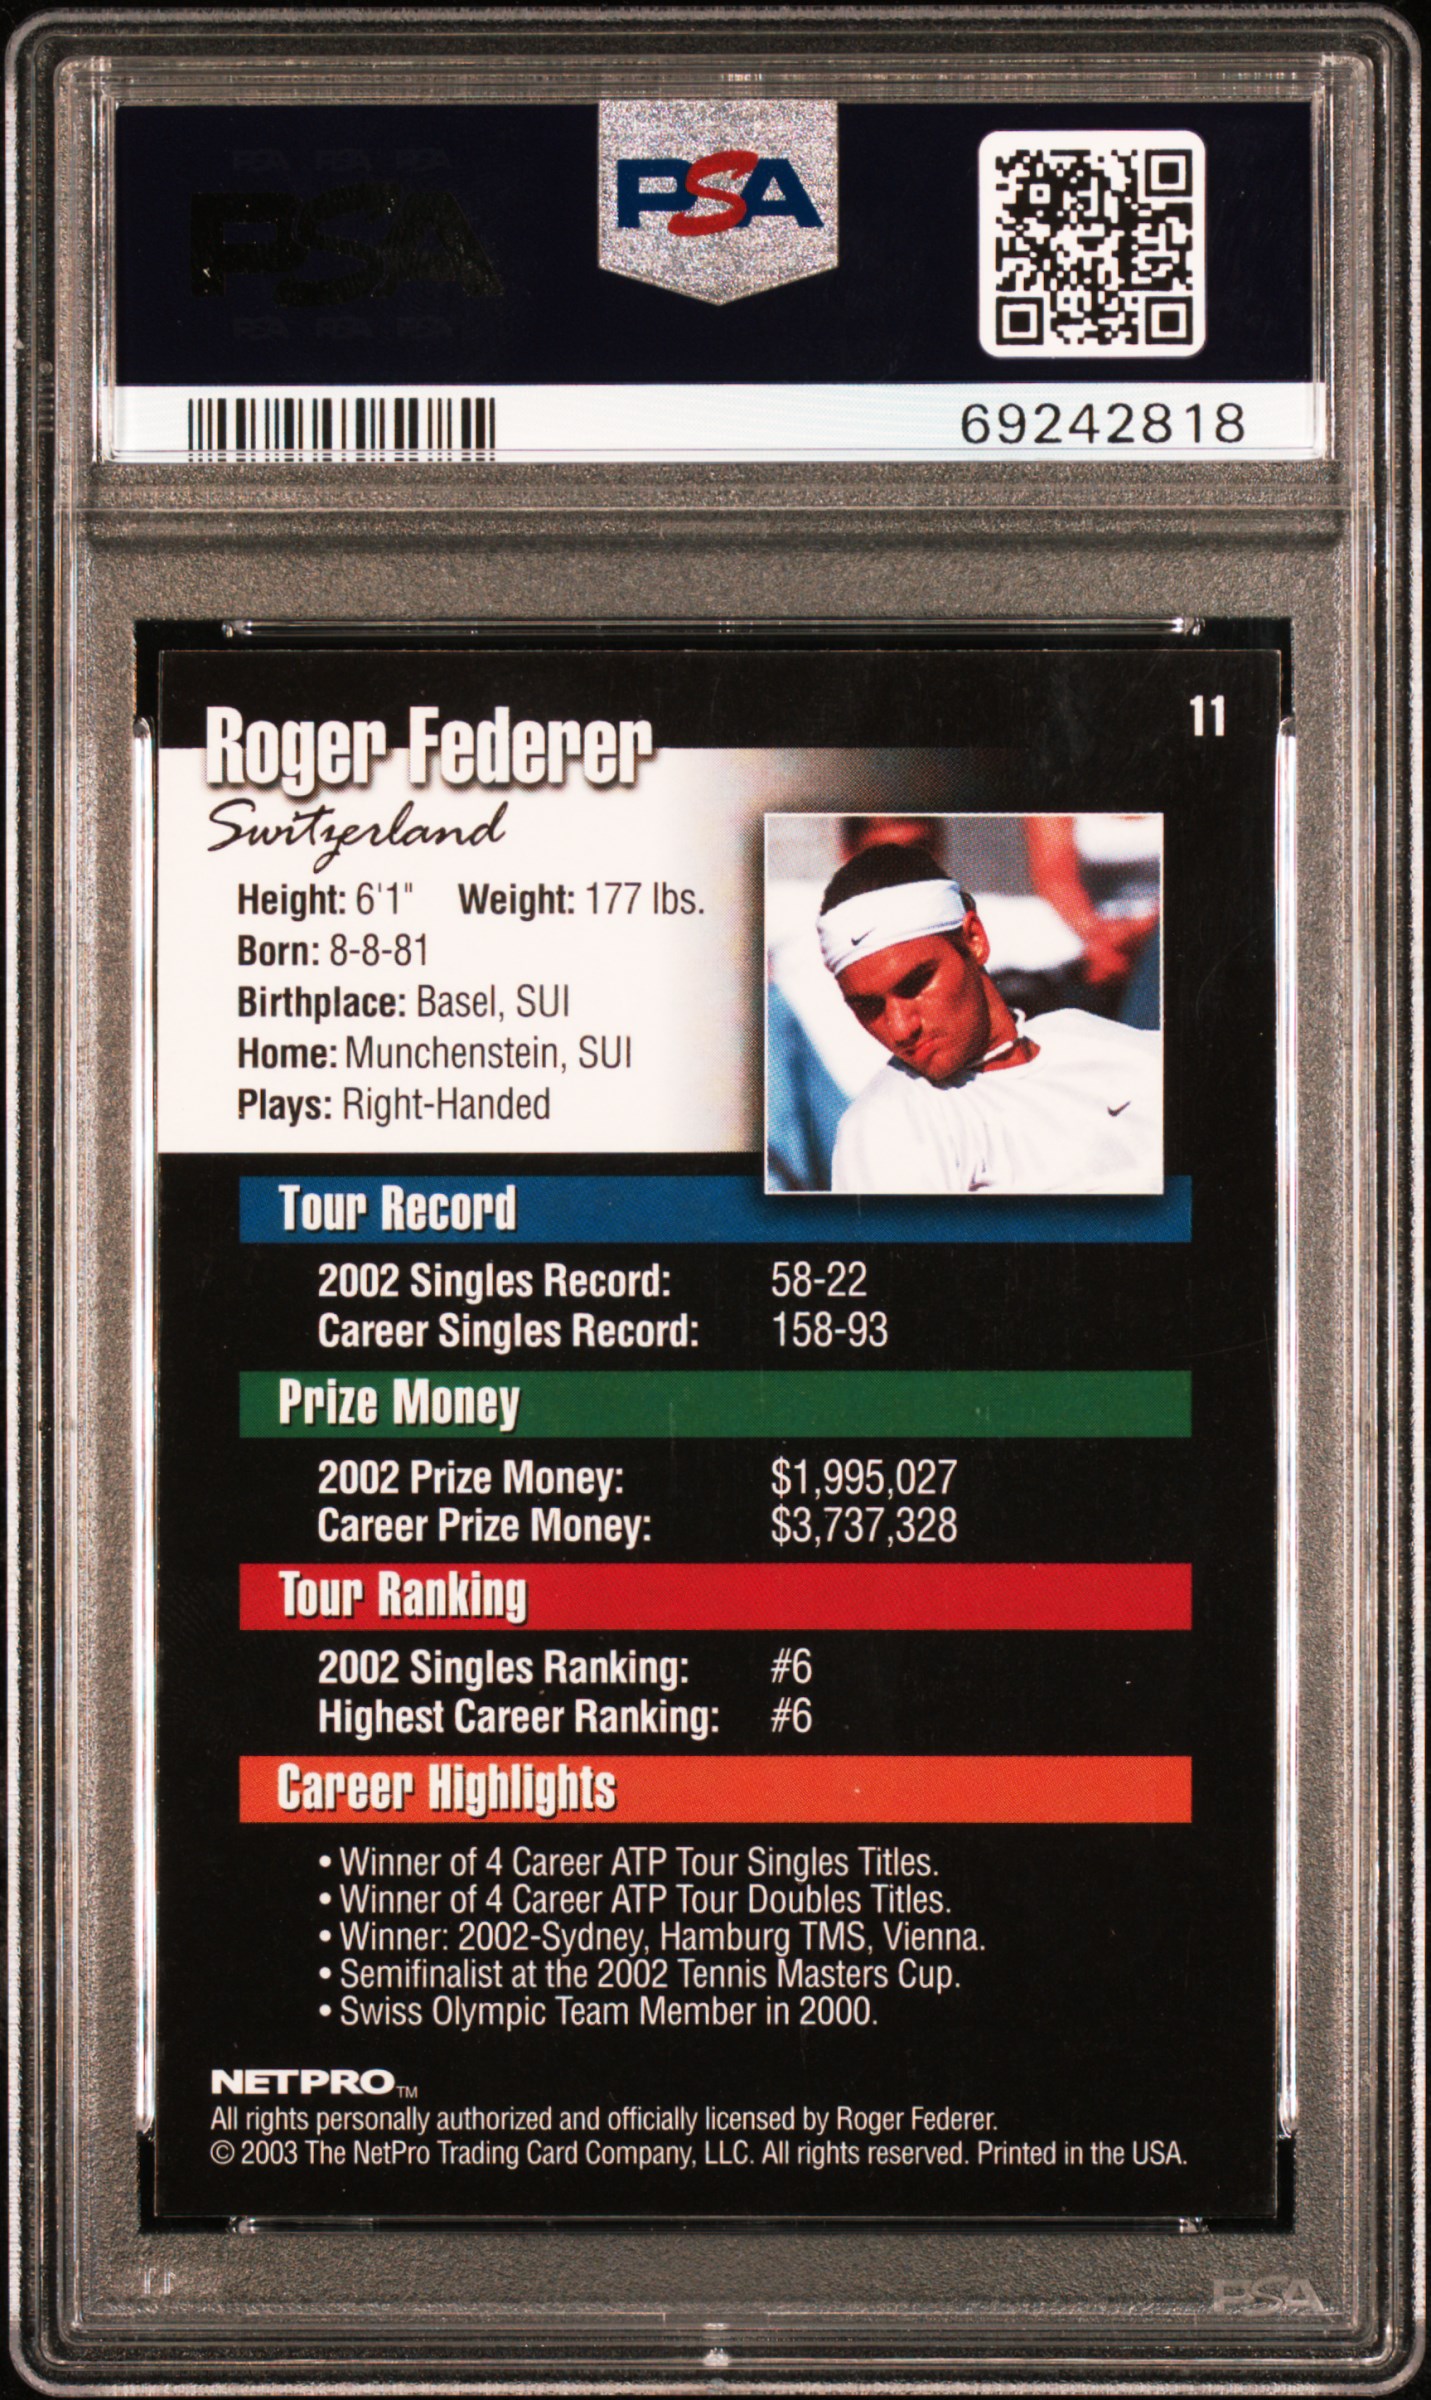 PSA
69242818
Roger Federer
11
Switzerland
Height: 6'1" Weight: 177 lbs.
Born: 8-8-81
Birthplace: Basel, SUI
Home: Munchenstein, SUI
Plays: Right-Handed
Tour Record
2002 Singles Record: 58-22
Career Singles Record: 158-93
Prize Money
2002 Prize Money: $1,995,027
Career Prize Money: $3,737,328
Tour Ranking
2002 Singles Ranking: #6
Highest Career Ranking: #6
Career Highlights
• Winner of 4 Career ATP Tour Singles Titles.
• Winner of 4 Career ATP Tour Doubles Titles.
• Winner: 2002-Sydney, Hamburg TMS, Vienna.
• Semifinalist at the 2002 Tennis Masters Cup.
• Swiss Olympic Team Member in 2000.
NETPRO™
All rights personally authorized and officially licensed by Roger Federer.
© 2003 The NetPro Trading Card Company, LLC. All rights reserved. Printed in the USA.
PSA